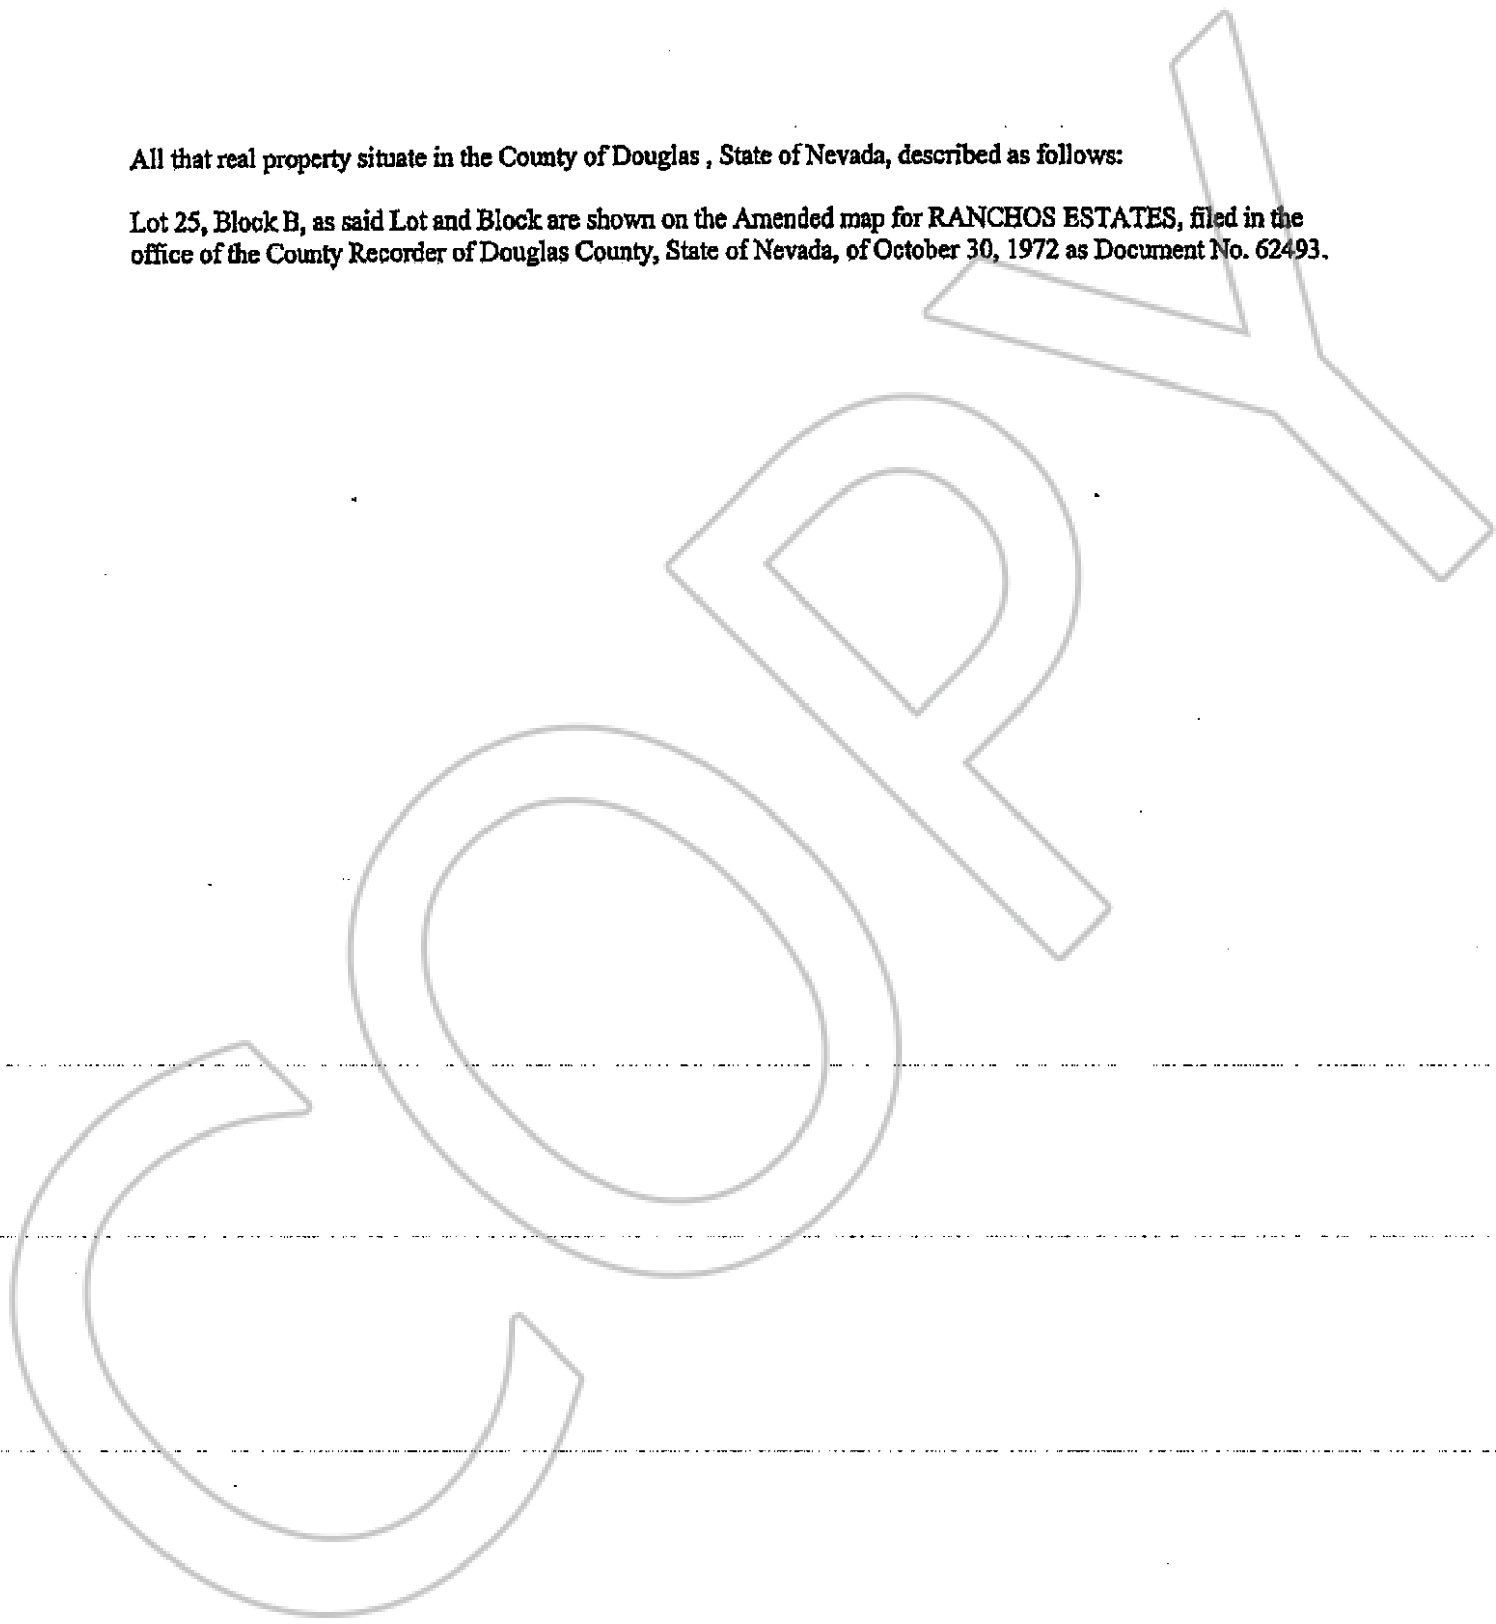 All that real property situate in the County of Douglas , State of Nevada, described as follows:
Lot 25, Block B, as said Lot and Block are shown on the Amended map for RANCHOS ESTATES, filed in the
office of the County Recorder of Douglas County, State of Nevada, of October 30, 1972 as Document No. 62493.
COPY